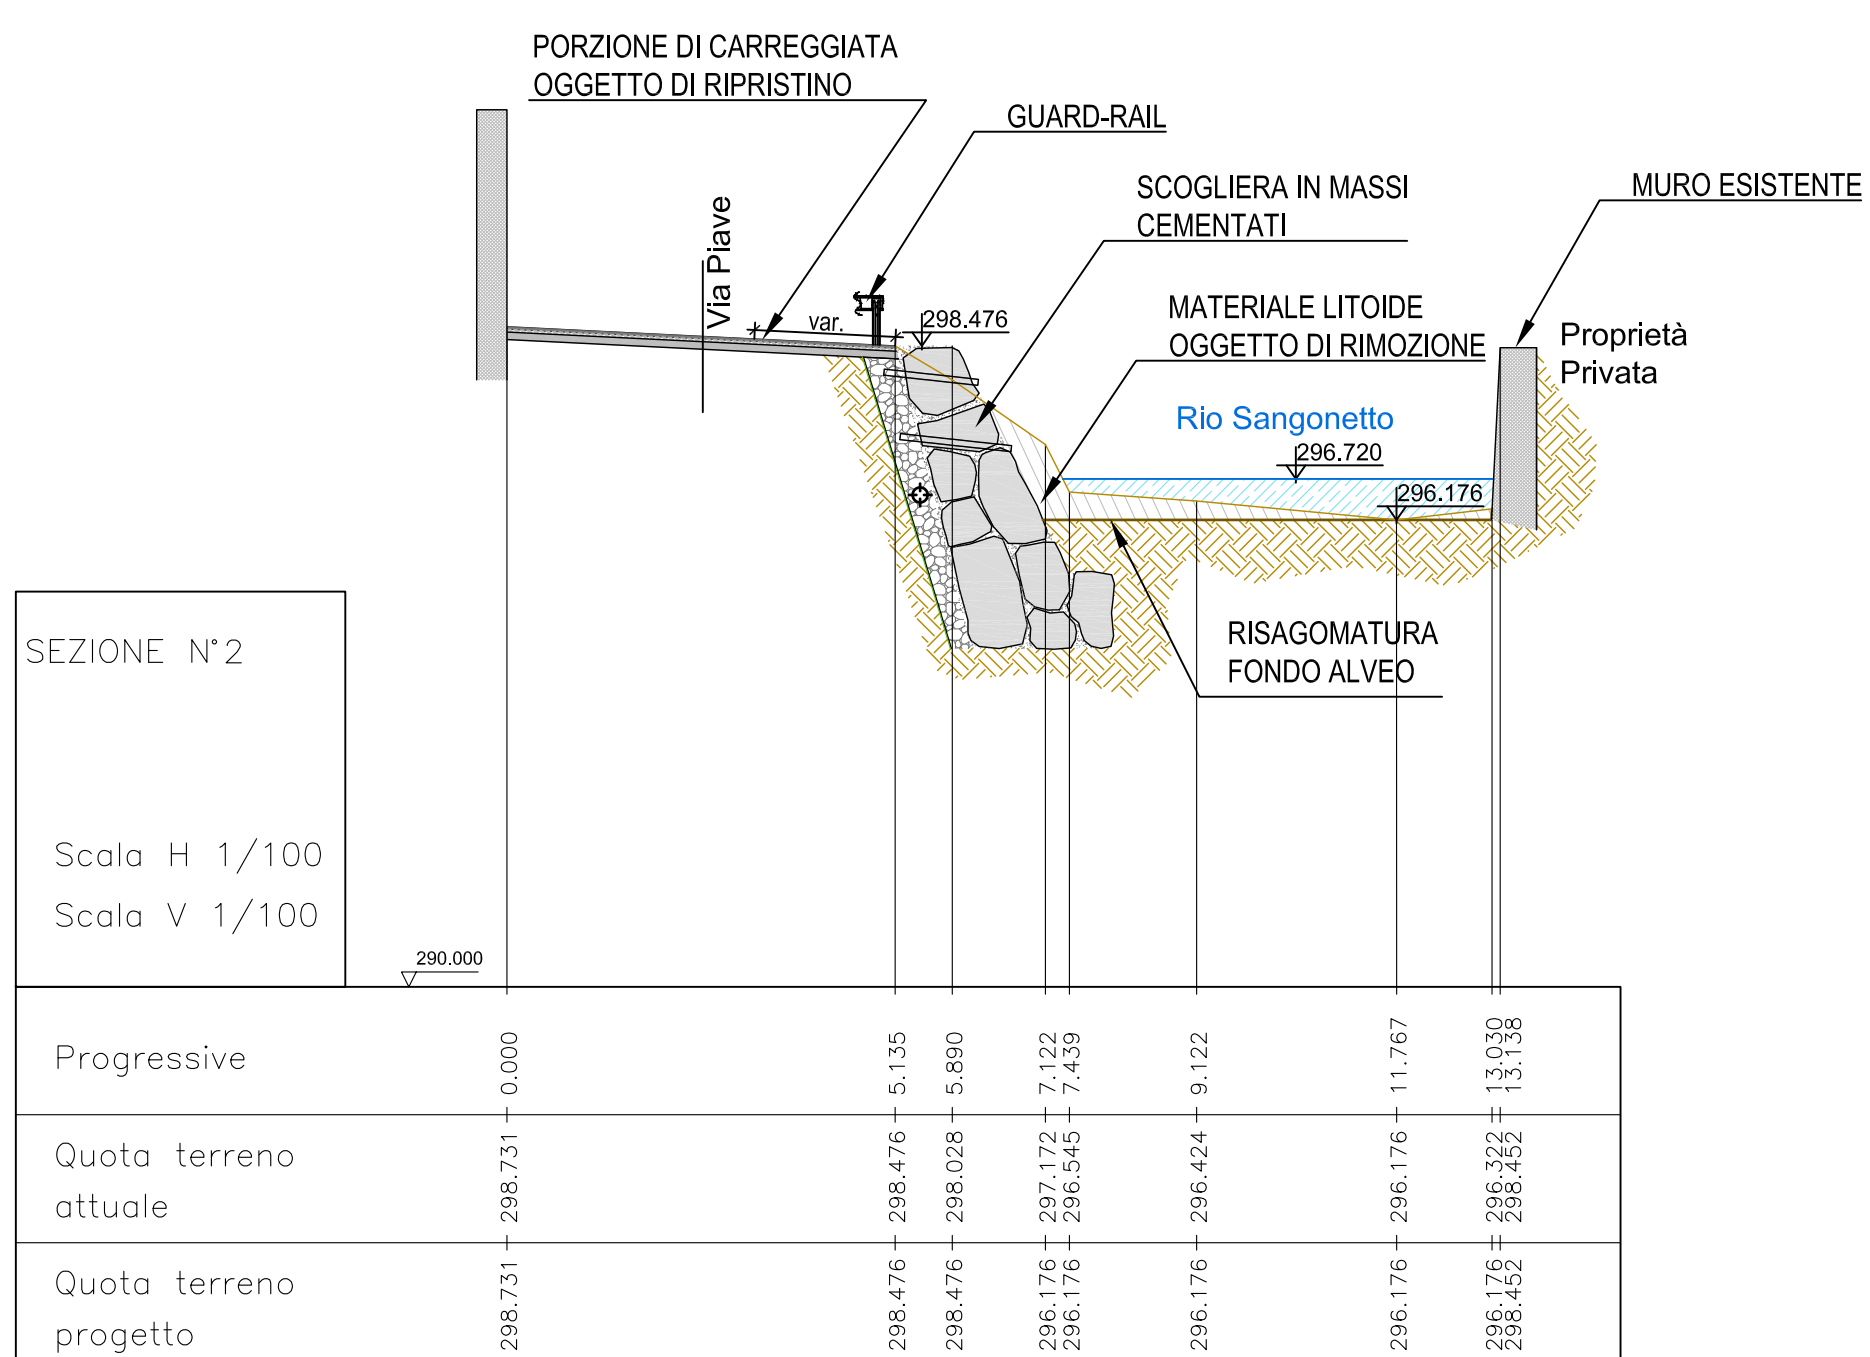 PORZIONE DI CARREGGIATA
OGGETTO DI RIPRISTINO
GUARD-RAIL
SCOGLIERA IN MASSI
CEMENTATI
MURO ESISTENTE
Via Piave
var.
298.476
MATERIALE LITOIDE
OGGETTO DI RIMOZIONE
Proprietà
Privata
Rio Sangonetto
296.720
296.176
RISAGOMATURA
FONDO ALVEO
SEZIONE N°2
Scala H 1/100
Scala V 1/100
290.000
Progressive
0.000
5.135
5.890
7.122
7.439
9.122
11.767
13.030
13.138
Quota terreno
attuale
298.731
298.476
298.028
297.172
296.545
296.424
296.176
296.322
298.452
Quota terreno
progetto
298.731
298.476
298.476
296.176
296.176
296.176
296.176
296.176
298.452